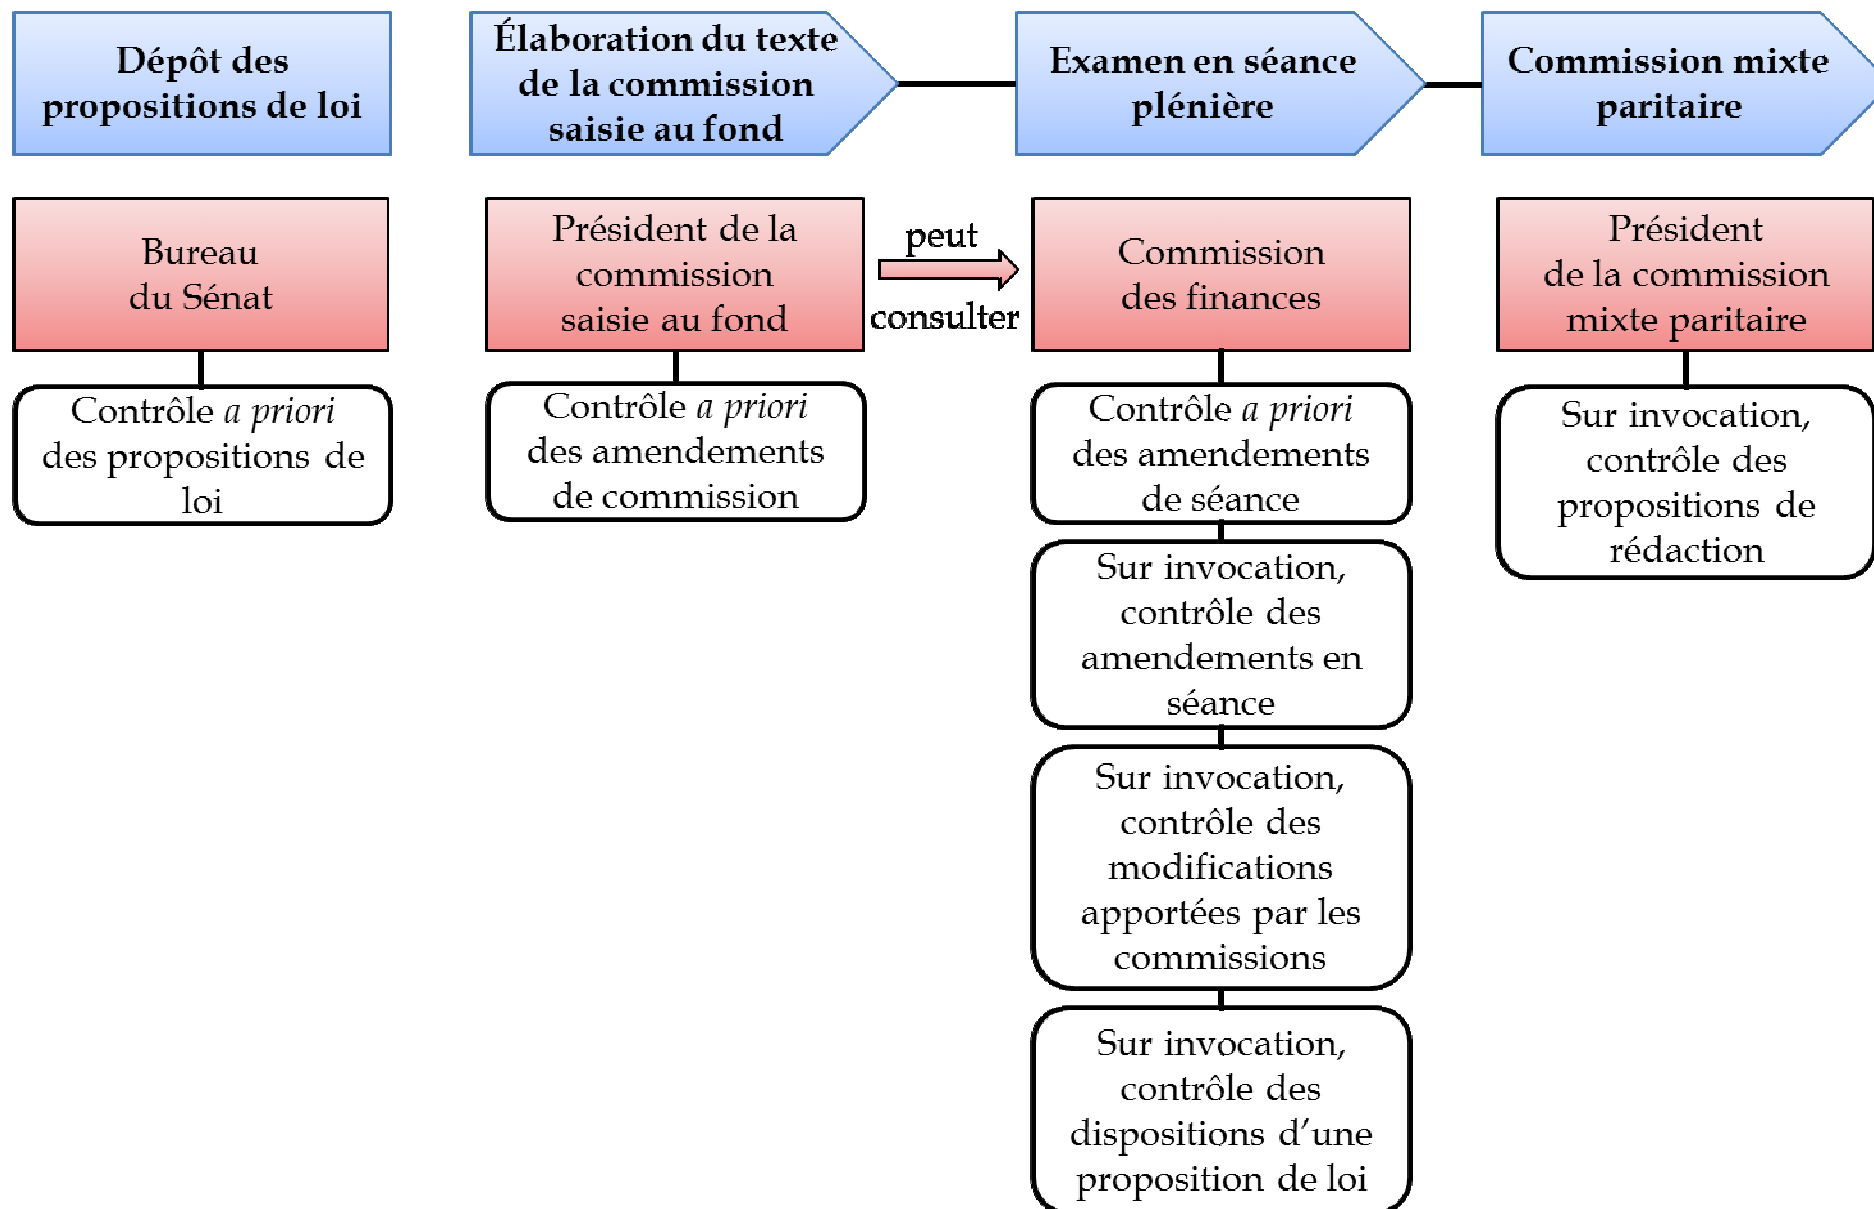 Dépôt des
propositions de loi
Élaboration du texte
de la commission
saisie au fond
Examen en séance
plénière
Commission mixte
paritaire
Bureau
du Sénat
Président de la
commission
saisie au fond
peut
consulter
Commission
des finances
Président
de la commission
mixte paritaire
Contrôle a priori
des propositions de
loi
Contrôle a priori
des amendements
de commission
Contrôle a priori
des amendements
de séance
Sur invocation,
contrôle des
propositions de
rédaction
Sur invocation,
contrôle des
amendements en
séance
Sur invocation,
contrôle des
modifications
apportées par les
commissions
Sur invocation,
contrôle des
dispositions d’une
proposition de loi